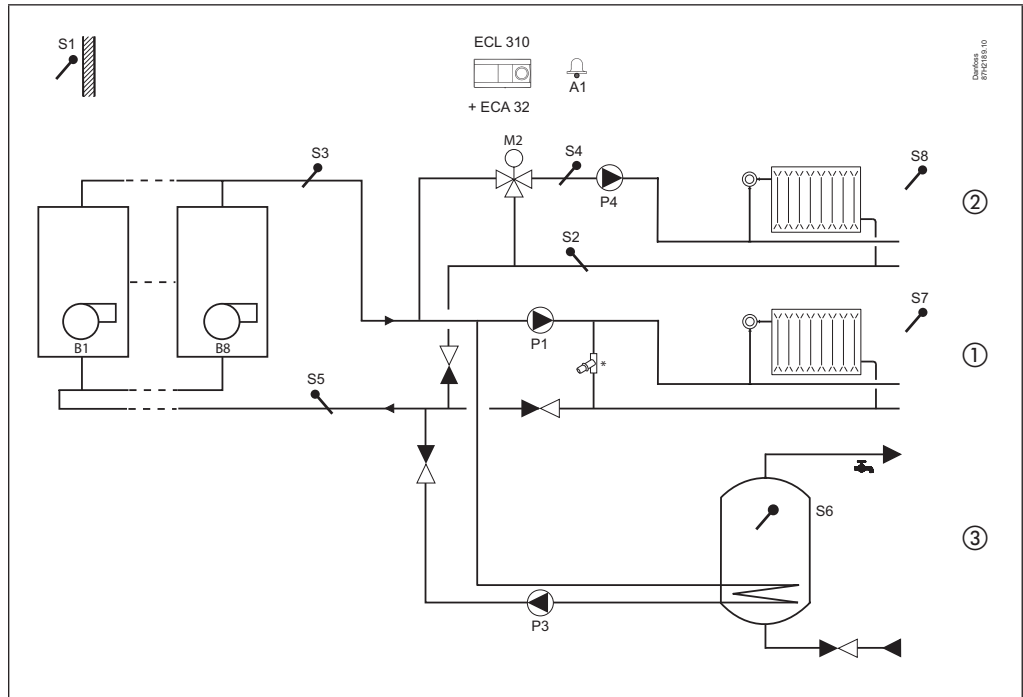 S1
ECL 310
A1
+ ECA 32
Danfoss
87H2189.10
M2
S3
S4
S8
P4
②
S2
S7
B1
B8
P1
*
①
S5
S6
③
P3